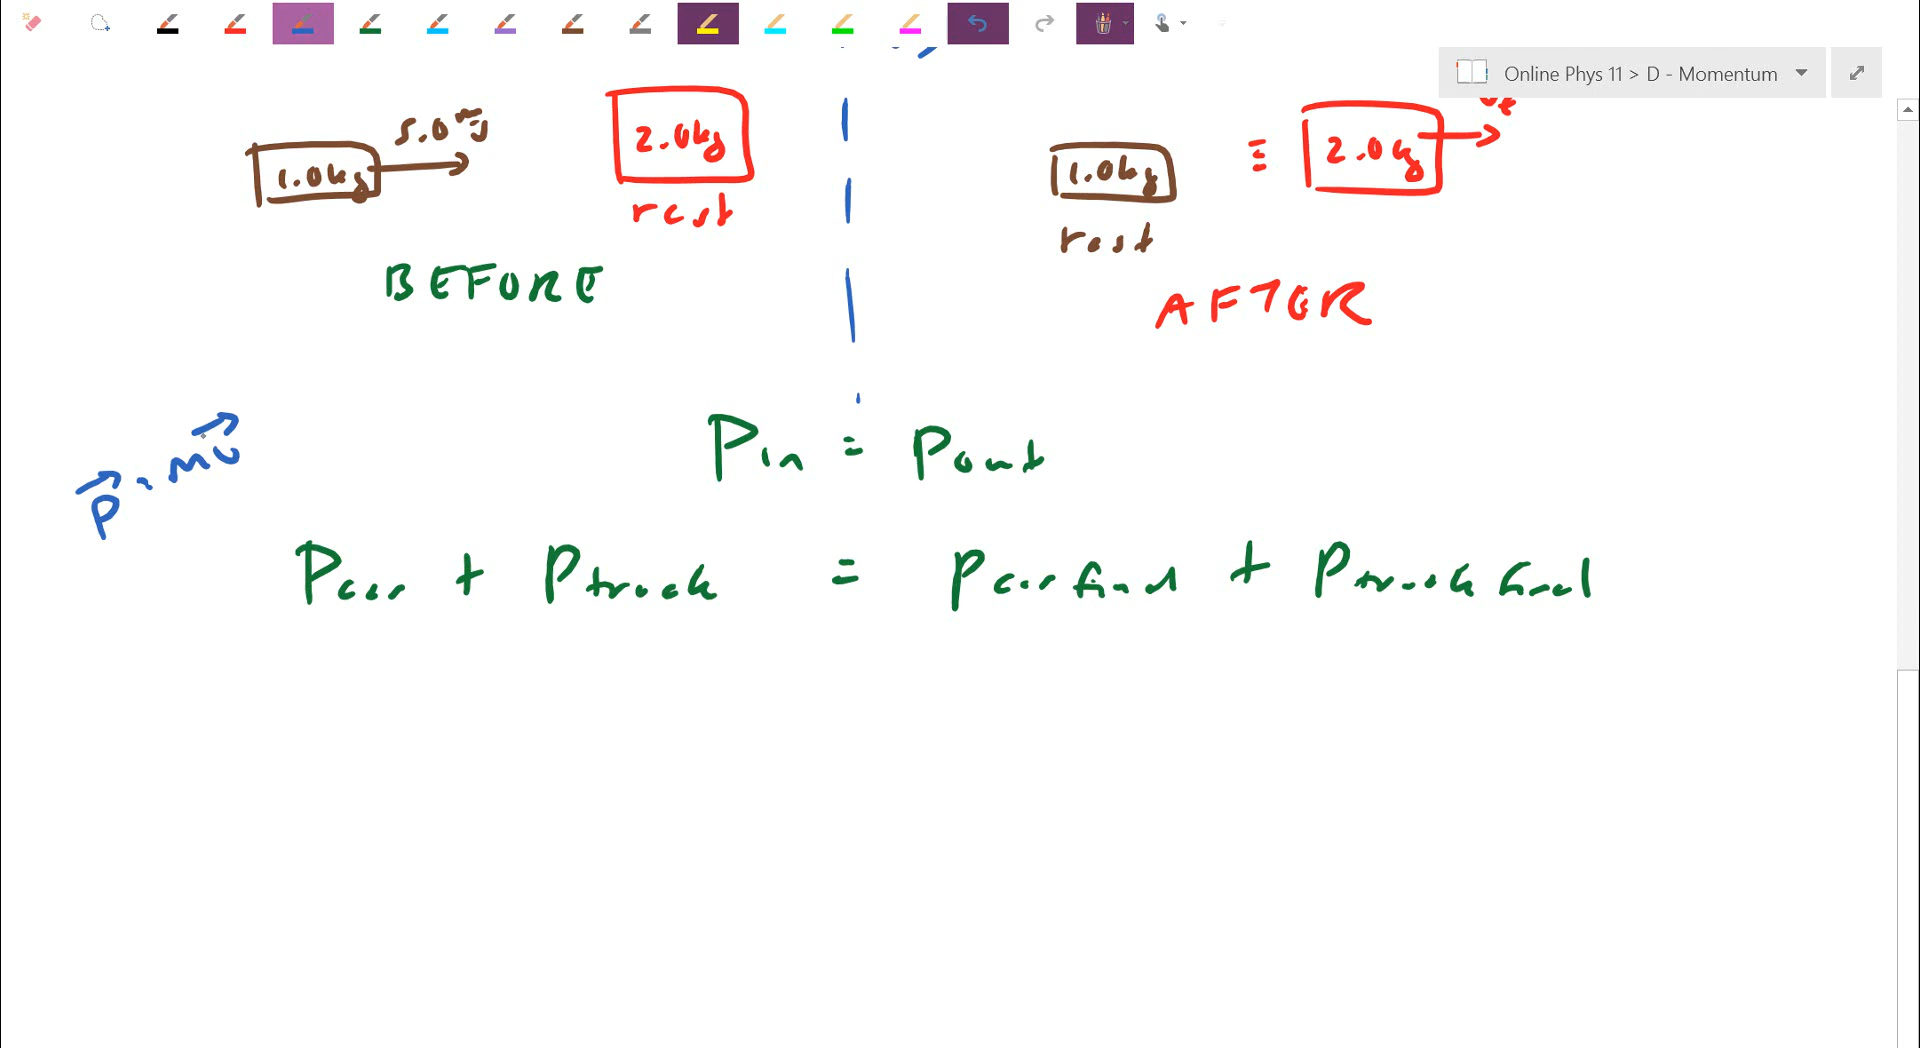 Online Phys 11 > D - Momentum
5.0 m/s
1.0kg
2.0kg
rest
BEFORE
1.0kg
rest
2.0kg
AFTER
p = mv
Pin = Pout
Pcar + Ptruck = Pcar final + Ptruck final